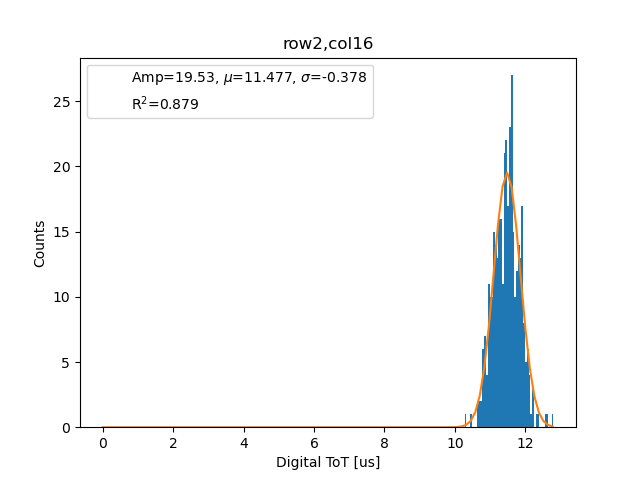 row2,col16
Amp=19.53, μ=11.477, σ=-0.378
R²=0.879
Counts
25
20
15
10
5
0
0 2 4 6 8 10 12
Digital ToT [us]